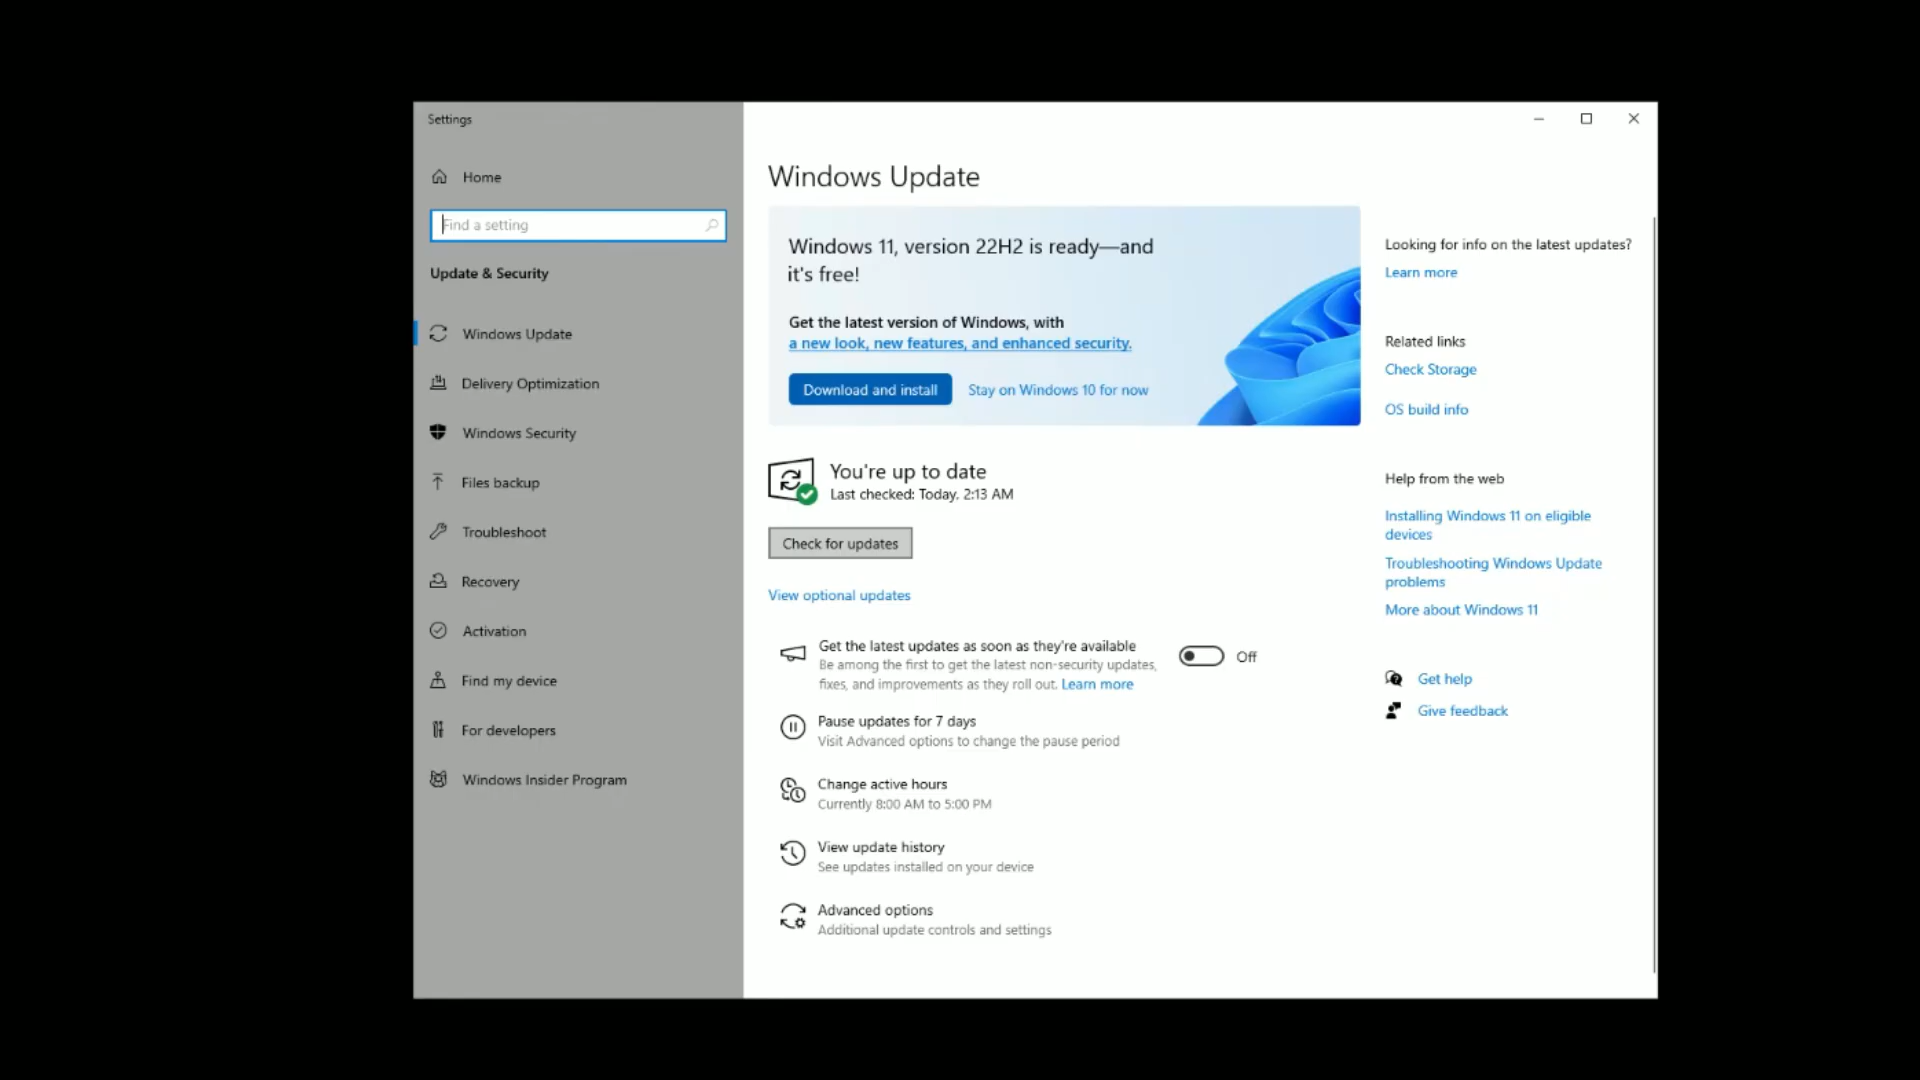 Settings
Home
Find a setting
Update & Security
Windows Update
Delivery Optimization
Windows Security
Files backup
Troubleshoot
Recovery
Activation
Find my device
For developers
Windows Insider Program
Windows Update
Windows 11, version 22H2 is ready—and
it's free!
Get the latest version of Windows, with
a new look, new features, and enhanced security.
Download and install
Stay on Windows 10 for now
You're up to date
Last checked: Today, 2:13 AM
Check for updates
View optional updates
Get the latest updates as soon as they're available
Be among the first to get the latest non-security updates,
fixes, and improvements as they roll out. Learn more
Off
Pause updates for 7 days
Visit Advanced options to change the pause period
Change active hours
Currently 8:00 AM to 5:00 PM
View update history
See updates installed on your device
Advanced options
Additional update controls and settings
Looking for info on the latest updates?
Learn more
Related links
Check Storage
OS build info
Help from the web
Installing Windows 11 on eligible
devices
Troubleshooting Windows Update
problems
More about Windows 11
Get help
Give feedback